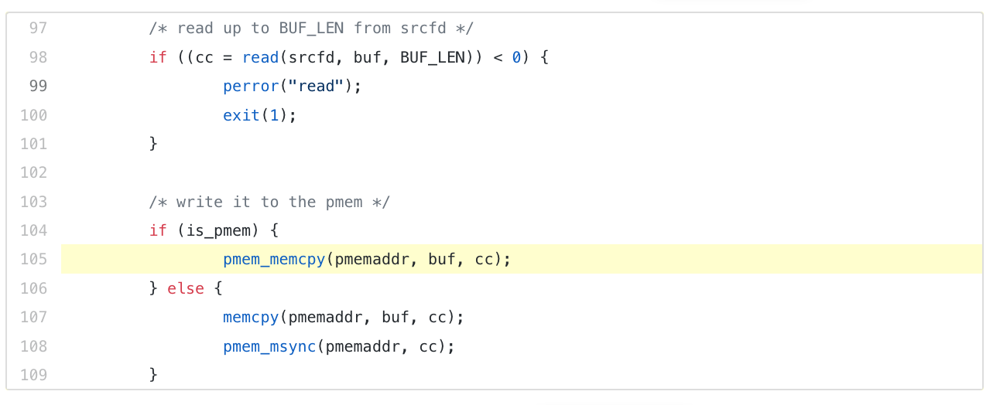 97 /* read up to BUF_LEN from srcfd */
98 if ((cc = read(srcfd, buf, BUF_LEN)) < 0) {
99 perror("read");
100 exit(1);
101 }
102
103 /* write it to the pmem */
104 if (is_pmem) {
105 pmem_memcpy(pmemaddr, buf, cc);
106 } else {
107 memcpy(pmemaddr, buf, cc);
108 pmem_msync(pmemaddr, cc);
109 }